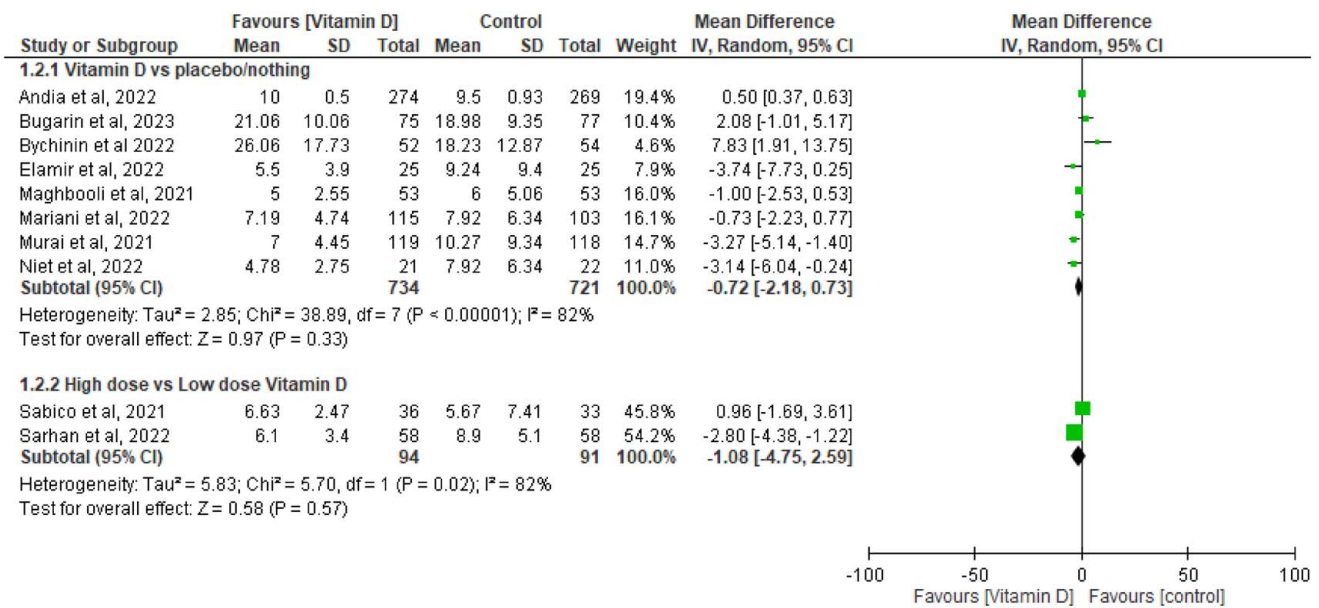 Favours [Vitamin D] Control Mean Difference Mean Difference
Study or Subgroup Mean SD Total Mean SD Total Weight IV, Random, 95% CI IV, Random, 95% CI
1.2.1 Vitamin D vs placebo/nothing
Andia et al, 2022 10 0.5 274 9.5 0.93 269 19.4% 0.50 [0.37, 0.63]
Bugarin et al, 2023 21.06 10.06 75 18.98 9.35 77 10.4% 2.08 [-1.01, 5.17]
Bychinin et al 2022 26.06 17.73 52 18.23 12.87 54 4.6% 7.83 [1.91, 13.75]
Elamir et al, 2022 5.5 3.9 25 9.24 9.4 25 7.9% -3.74 [-7.73, 0.25]
Maghbooli et al, 2021 5 2.55 53 6 5.06 53 16.0% -1.00 [-2.53, 0.53]
Mariani et al, 2022 7.19 4.74 115 7.92 6.34 103 16.1% -0.73 [-2.23, 0.77]
Murai et al, 2021 7 4.45 119 10.27 9.34 118 14.7% -3.27 [-5.14, -1.40]
Niet et al, 2022 4.78 2.75 21 7.92 6.34 22 11.0% -3.14 [-6.04, -0.24]
Subtotal (95% CI) 734 721 100.0% -0.72 [-2.18, 0.73]
Heterogeneity: Tau² = 2.85; Chi² = 38.89, df = 7 (P < 0.00001); I² = 82%
Test for overall effect: Z = 0.97 (P = 0.33)
1.2.2 High dose vs Low dose Vitamin D
Sabico et al, 2021 6.63 2.47 36 5.67 7.41 33 45.8% 0.96 [-1.69, 3.61]
Sarhan et al, 2022 6.1 3.4 58 8.9 5.1 58 54.2% -2.80 [-4.38, -1.22]
Subtotal (95% CI) 94 91 100.0% -1.08 [-4.75, 2.59]
Heterogeneity: Tau² = 5.83; Chi² = 5.70, df = 1 (P = 0.02); I² = 82%
Test for overall effect: Z = 0.58 (P = 0.57)
-100 -50 0 50 100
Favours [Vitamin D] Favours [control]